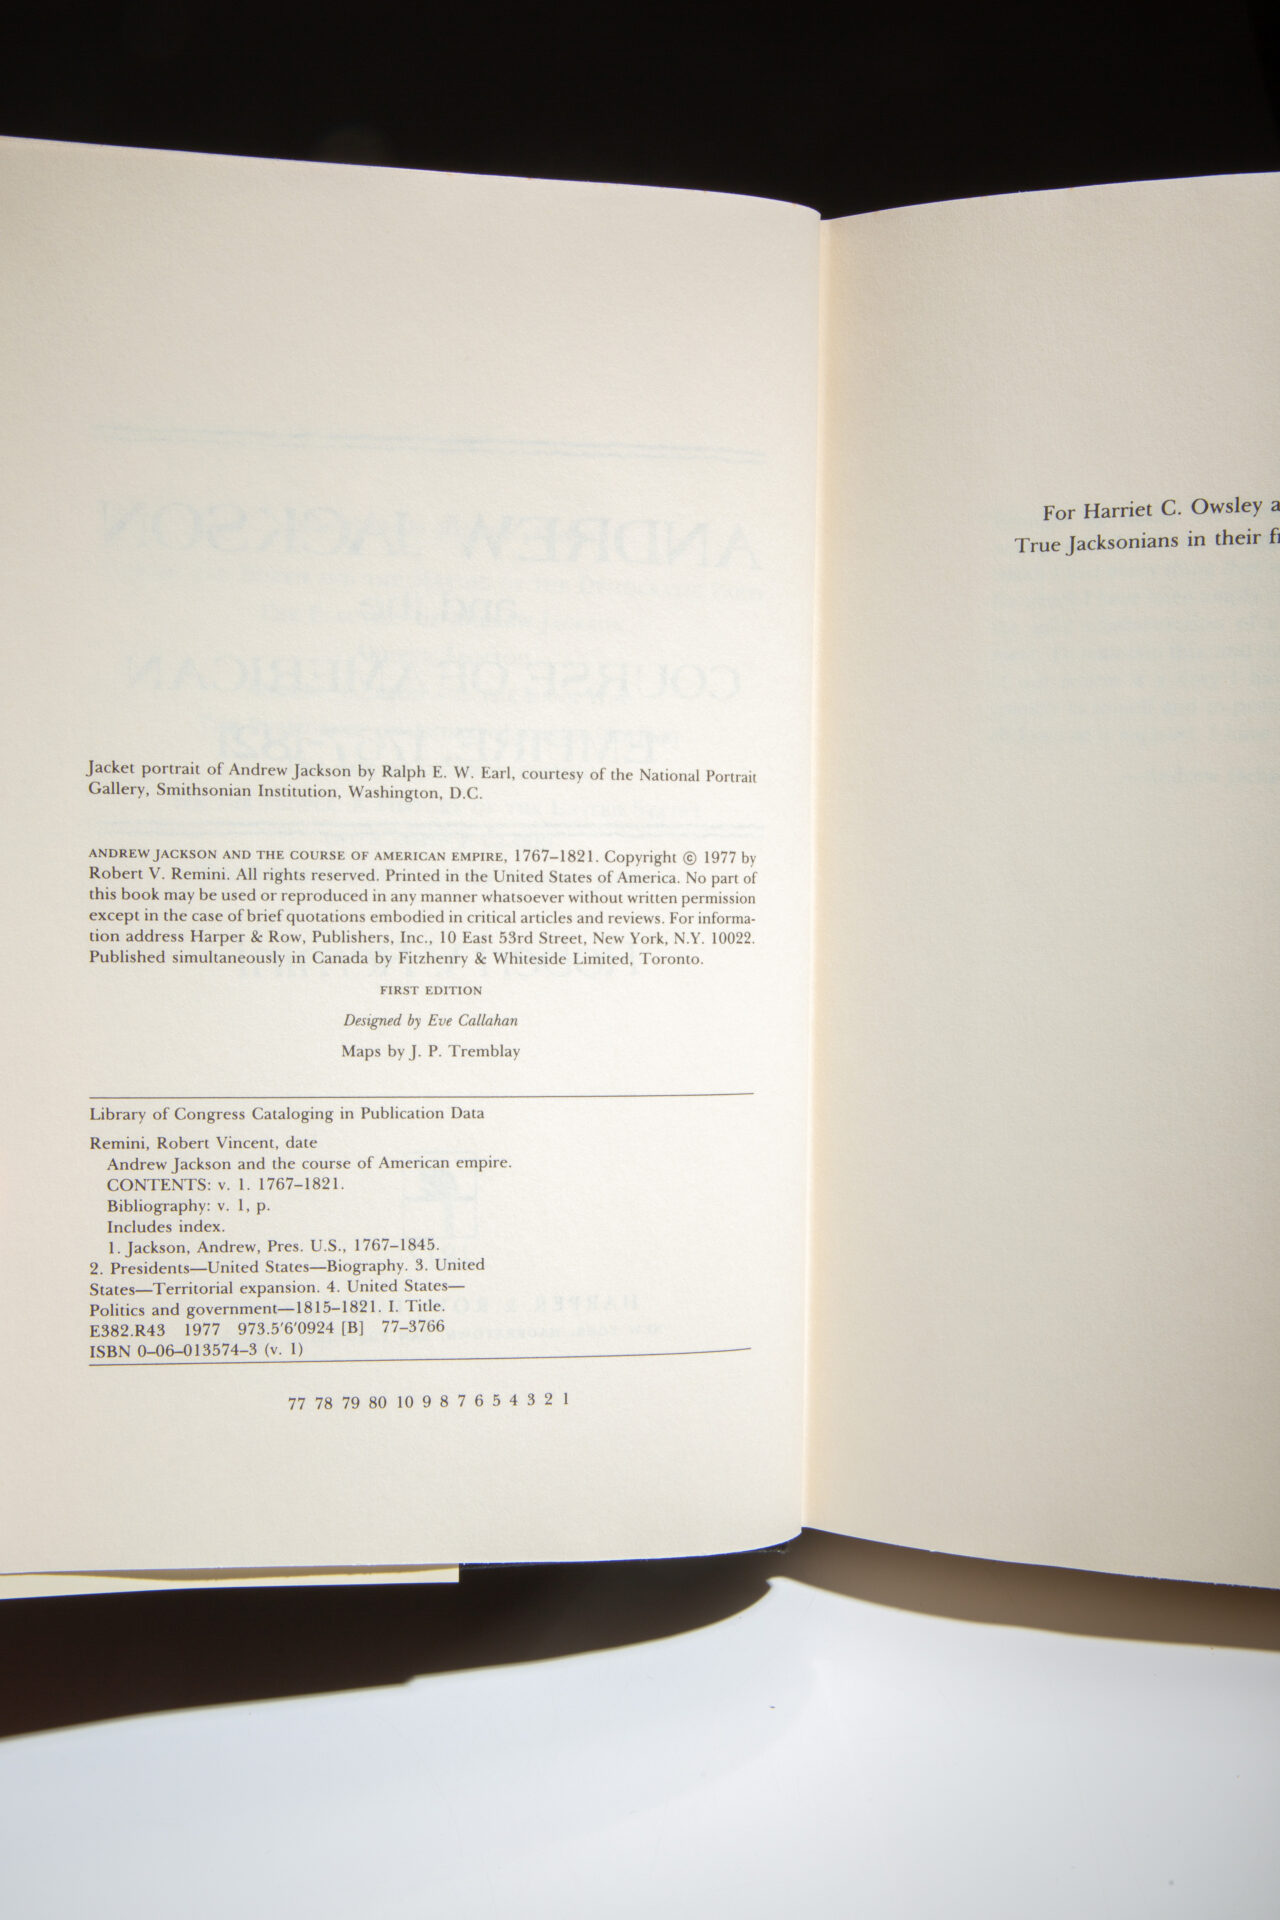 Jacket portrait of Andrew Jackson by Ralph E. W. Earl, courtesy of the National Portrait
Gallery, Smithsonian Institution, Washington, D.C.
ANDREW JACKSON AND THE COURSE OF AMERICAN EMPIRE, 1767–1821. Copyright © 1977 by
Robert V. Remini. All rights reserved. Printed in the United States of America. No part of
this book may be used or reproduced in any manner whatsoever without written permission
except in the case of brief quotations embodied in critical articles and reviews. For informa-
tion address Harper & Row, Publishers, Inc., 10 East 53rd Street, New York, N.Y. 10022.
Published simultaneously in Canada by Fitzhenry & Whiteside Limited, Toronto.
FIRST EDITION
Designed by Eve Callahan
Maps by J. P. Tremblay
Library of Congress Cataloging in Publication Data
Remini, Robert Vincent, date
Andrew Jackson and the course of American empire.
CONTENTS: v. 1. 1767–1821.
Bibliography: v. 1, p.
Includes index.
1. Jackson, Andrew, Pres. U.S., 1767–1845.
2. Presidents—United States—Biography. 3. United
States—Territorial expansion. 4. United States—
Politics and government—1815–1821. I. Title.
E382.R43 1977 973.5'6'0924 [B] 77–3766
ISBN 0–06–013574–3 (v. 1)
77 78 79 80 10 9 8 7 6 5 4 3 2 1
For Harriet C. Owsley
True Jacksonians in their